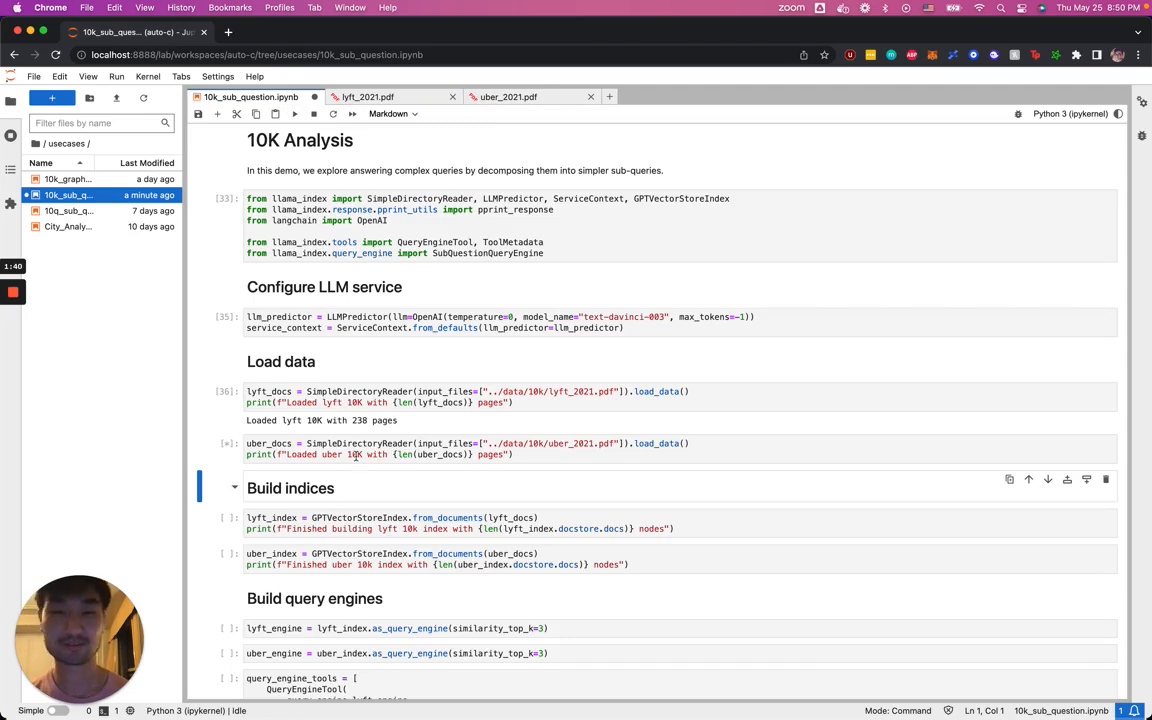 Chrome File Edit View History Bookmarks Profiles Tab Window Help zoom Thu May 25 8:50 PM
10k_sub_ques... (auto-c) - Jup
localhost:8888/lab/workspaces/auto-c/tree/usecases/10k_sub_question.ipynb
File Edit View Run Kernel Tabs Settings Help
10k_sub_question.ipynb lyft_2021.pdf uber_2021.pdf
Markdown Python 3 (ipykernel)
Filter files by name
/ usecases /
Name Last Modified
10k_graph... a day ago
10k_sub_q... a minute ago
10q_sub_q... 7 days ago
City_Analy... 10 days ago
1:40
10K Analysis
In this demo, we explore answering complex queries by decomposing them into simpler sub-queries.
[33]: from llama_index import SimpleDirectoryReader, LLMPredictor, ServiceContext, GPTVectorStoreIndex
from llama_index.response.pprint_utils import pprint_response
from langchain import OpenAI
from llama_index.tools import QueryEngineTool, ToolMetadata
from llama_index.query_engine import SubQuestionQueryEngine
Configure LLM service
[35]: llm_predictor = LLMPredictor(llm=OpenAI(temperature=0, model_name="text-davinci-003", max_tokens=-1))
service_context = ServiceContext.from_defaults(llm_predictor=llm_predictor)
Load data
[36]: lyft_docs = SimpleDirectoryReader(input_files=["../data/10k/lyft_2021.pdf"]).load_data()
print(f"Loaded lyft 10K with {len(lyft_docs)} pages")
Loaded lyft 10K with 238 pages
[*]: uber_docs = SimpleDirectoryReader(input_files=["../data/10k/uber_2021.pdf"]).load_data()
print(f"Loaded uber 10K with {len(uber_docs)} pages")
Build indices
[ ]: lyft_index = GPTVectorStoreIndex.from_documents(lyft_docs)
print(f"Finished building lyft 10k index with {len(lyft_index.docstore.docs)} nodes")
[ ]: uber_index = GPTVectorStoreIndex.from_documents(uber_docs)
print(f"Finished uber 10k index with {len(uber_index.docstore.docs)} nodes")
Build query engines
[ ]: lyft_engine = lyft_index.as_query_engine(similarity_top_k=3)
[ ]: uber_engine = uber_index.as_query_engine(similarity_top_k=3)
[ ]: query_engine_tools = [
QueryEngineTool(
Simple 0 1 Python 3 (ipykernel) | Idle Mode: Command Ln 1, Col 1 10k_sub_question.ipynb 1